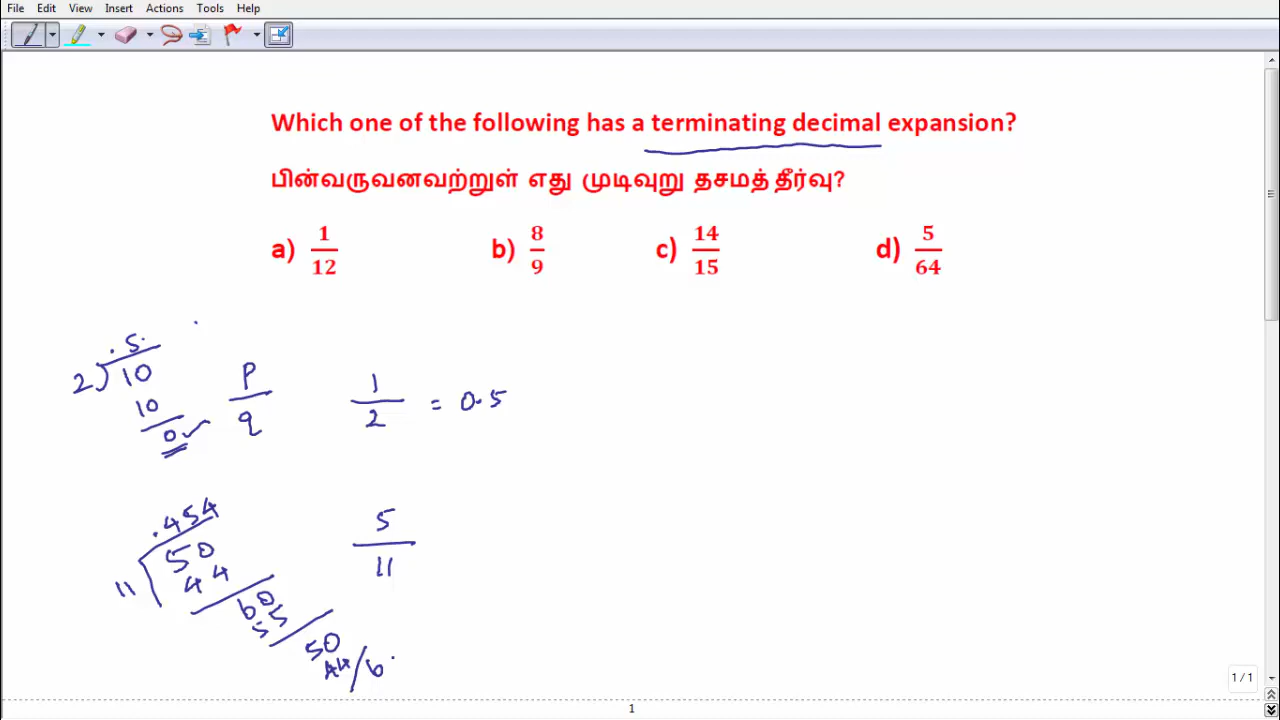 File Edit View Insert Actions Tools Help
Which one of the following has a terminating decimal expansion?
பின்வருவனவற்றுள் எது முடிவுறு தசமத் தீர்வு?
a) 1/12 b) 8/9 c) 14/15 d) 5/64
.5
2 10
10
0
P/q
1/2 = 0.5
.454
11 50
44
60
55
50
44
6
5/11
1 / 1
1